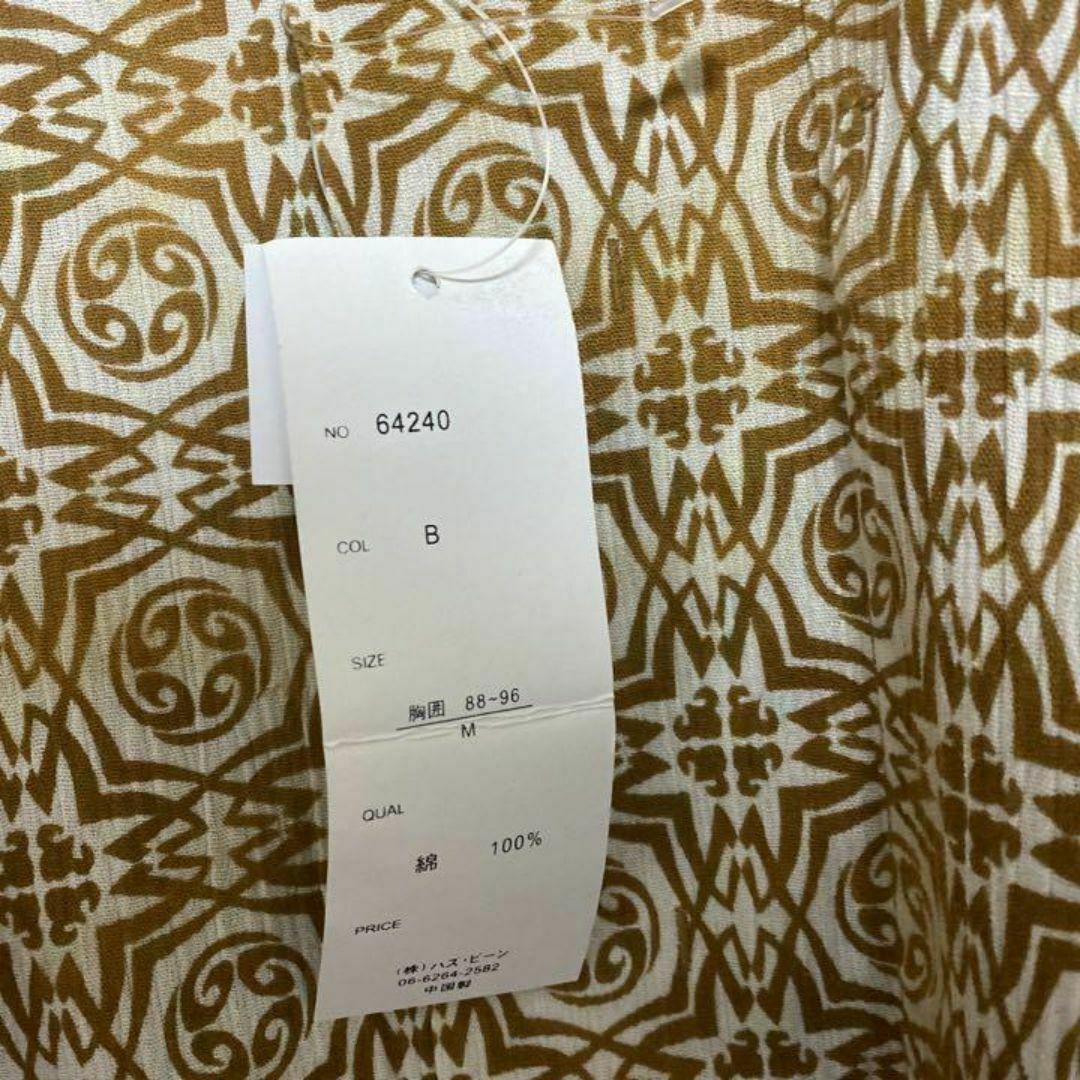 NO 64240
COL B
SIZE
胸囲 88~96
M
QUAL
綿 100%
PRICE
(株)ハズ・ビーン
06-6264-2582
中国製